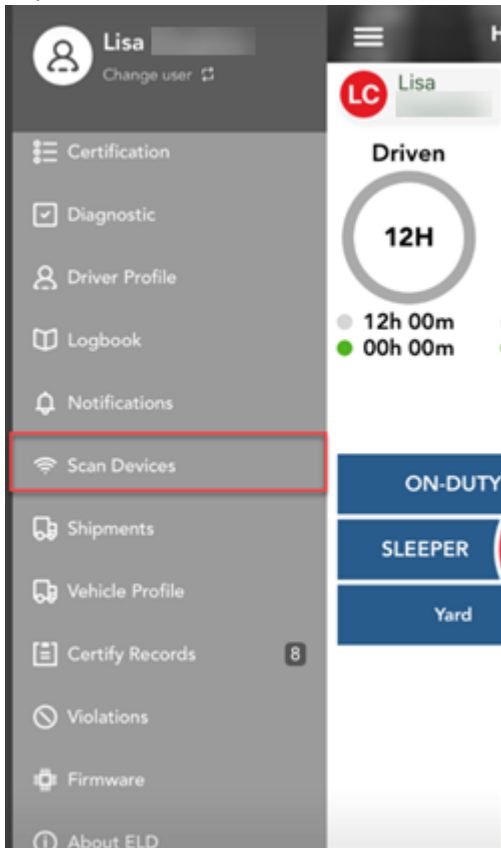 Lisa
Change user
Certification
Diagnostic
Driver Profile
Logbook
Notifications
Scan Devices
Shipments
Vehicle Profile
Certify Records 8
Violations
Firmware
About ELD
H
LC Lisa
Driven
12H
12h 00m
00h 00m
ON-DUTY
SLEEPER
Yard